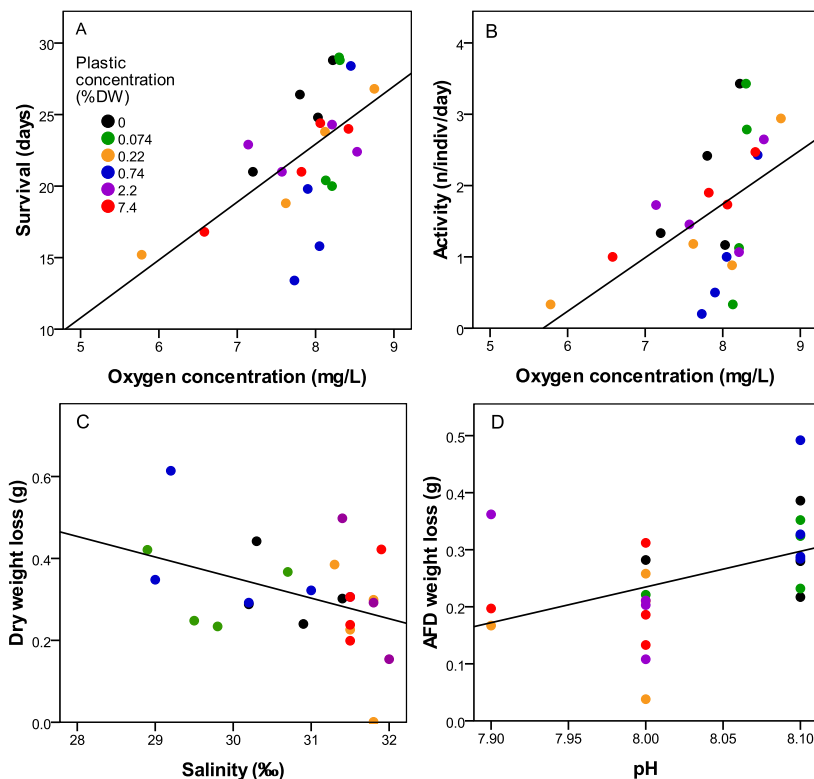 A
30
25
20
15
10
Survival (days)
Plastic
concentration
(%DW)
0
0.074
0.22
0.74
2.2
7.4
5 6 7 8 9
Oxygen concentration (mg/L)
B
4
3
2
1
0
Activity (n/indiv/day)
5 6 7 8 9
Oxygen concentration (mg/L)
C
0.6
0.4
0.2
0.0
Dry weight loss (g)
28 29 30 31 32
Salinity (‰)
D
0.5
0.4
0.3
0.2
0.1
0.0
AFD weight loss (g)
7.90 7.95 8.00 8.05 8.10
pH